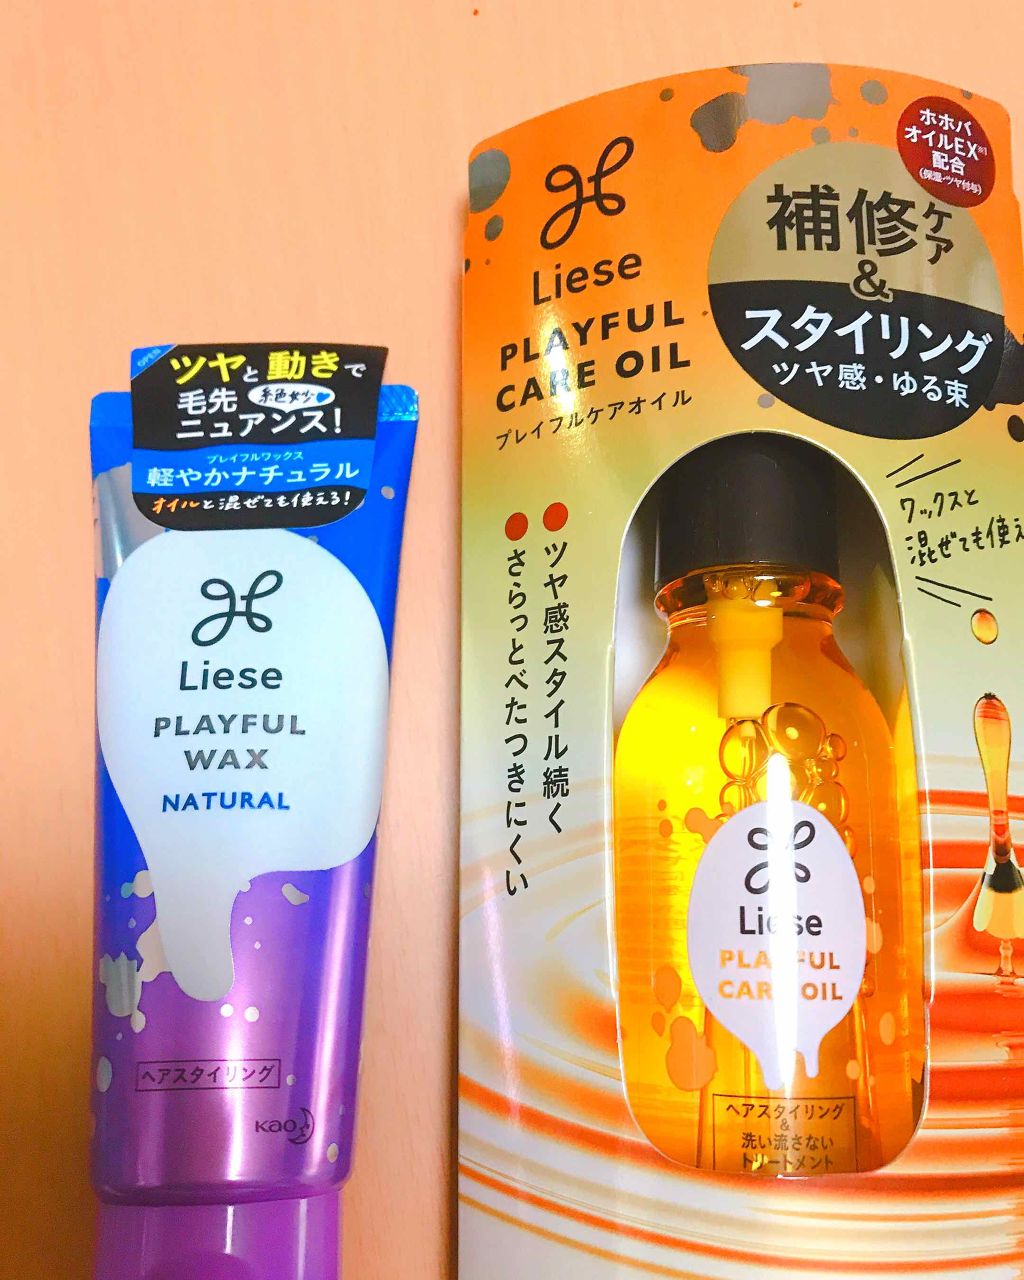 OPEN
ツヤと動きで
毛先絶妙
ニュアンス!
プレイフルワックス
軽やかナチュラル
オイルと混ぜても使える!
Liese
PLAYFUL
WAX
NATURAL
ヘアスタイリング
Kao
Liese
PLAYFUL
CARE OIL
プレイフルケアオイル
ホホバ
オイルEX※1
配合
(保湿・ツヤ付与)
補修ケア
&
スタイリング
ツヤ感・ゆる束
ワックスと
混ぜても使え
●ツヤ感スタイル続く
●さらっとべたつきにくい
Liese
PLAYFUL
CARE OIL
ヘアスタイリング
&
洗い流さない
トリートメント